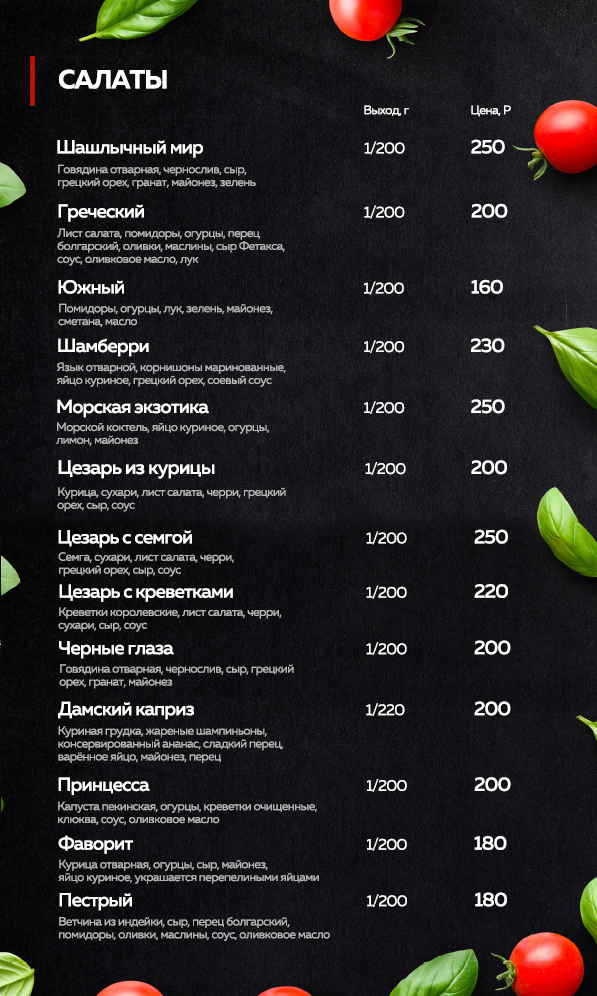 САЛАТЫ
Выход, г Цена, Р
Шашлычный мир 1/200 250
Говядина отварная, чернослив, сыр,
грецкий орех, гранат, майонез, зелень
Греческий 1/200 200
Лист салата, помидоры, огурцы, перец
болгарский, оливки, маслины, сыр Фетакса,
соус, оливковое масло, лук
Южный 1/200 160
Помидоры, огурцы, лук, зелень, майонез,
сметана, масло
Шамберри 1/200 230
Язык отварной, корнишоны маринованные,
яйцо куриное, грецкий орех, соевый соус
Морская экзотика 1/200 250
Морской коктель, яйцо куриное, огурцы,
лимон, майонез
Цезарь из курицы 1/200 200
Курица, сухари, лист салата, черри, грецкий
орех, сыр, соус
Цезарь с семгой 1/200 250
Семга, сухари, лист салата, черри,
грецкий орех, сыр, соус
Цезарь с креветками 1/200 220
Креветки королевские, лист салата, черри,
сухари, сыр, соус
Черные глаза 1/200 200
Говядина отварная, чернослив, сыр, грецкий
орех, гранат, майонез
Дамский каприз 1/220 200
Куриная грудка, жареные шампиньоны,
консервированный ананас, сладкий перец,
варённое яйцо, майонез, перец
Принцесса 1/200 200
Капуста пекинская, огурцы, креветки очищенные,
клюква, соус, оливковое масло
Фаворит 1/200 180
Курица отварная, огурцы, сыр, майонез,
яйцо куриное, украшается перепелиными яйцами
Пестрый 1/200 180
Ветчина из индейки, сыр, перец болгарский,
помидоры, оливки, маслины, соус, оливковое масло